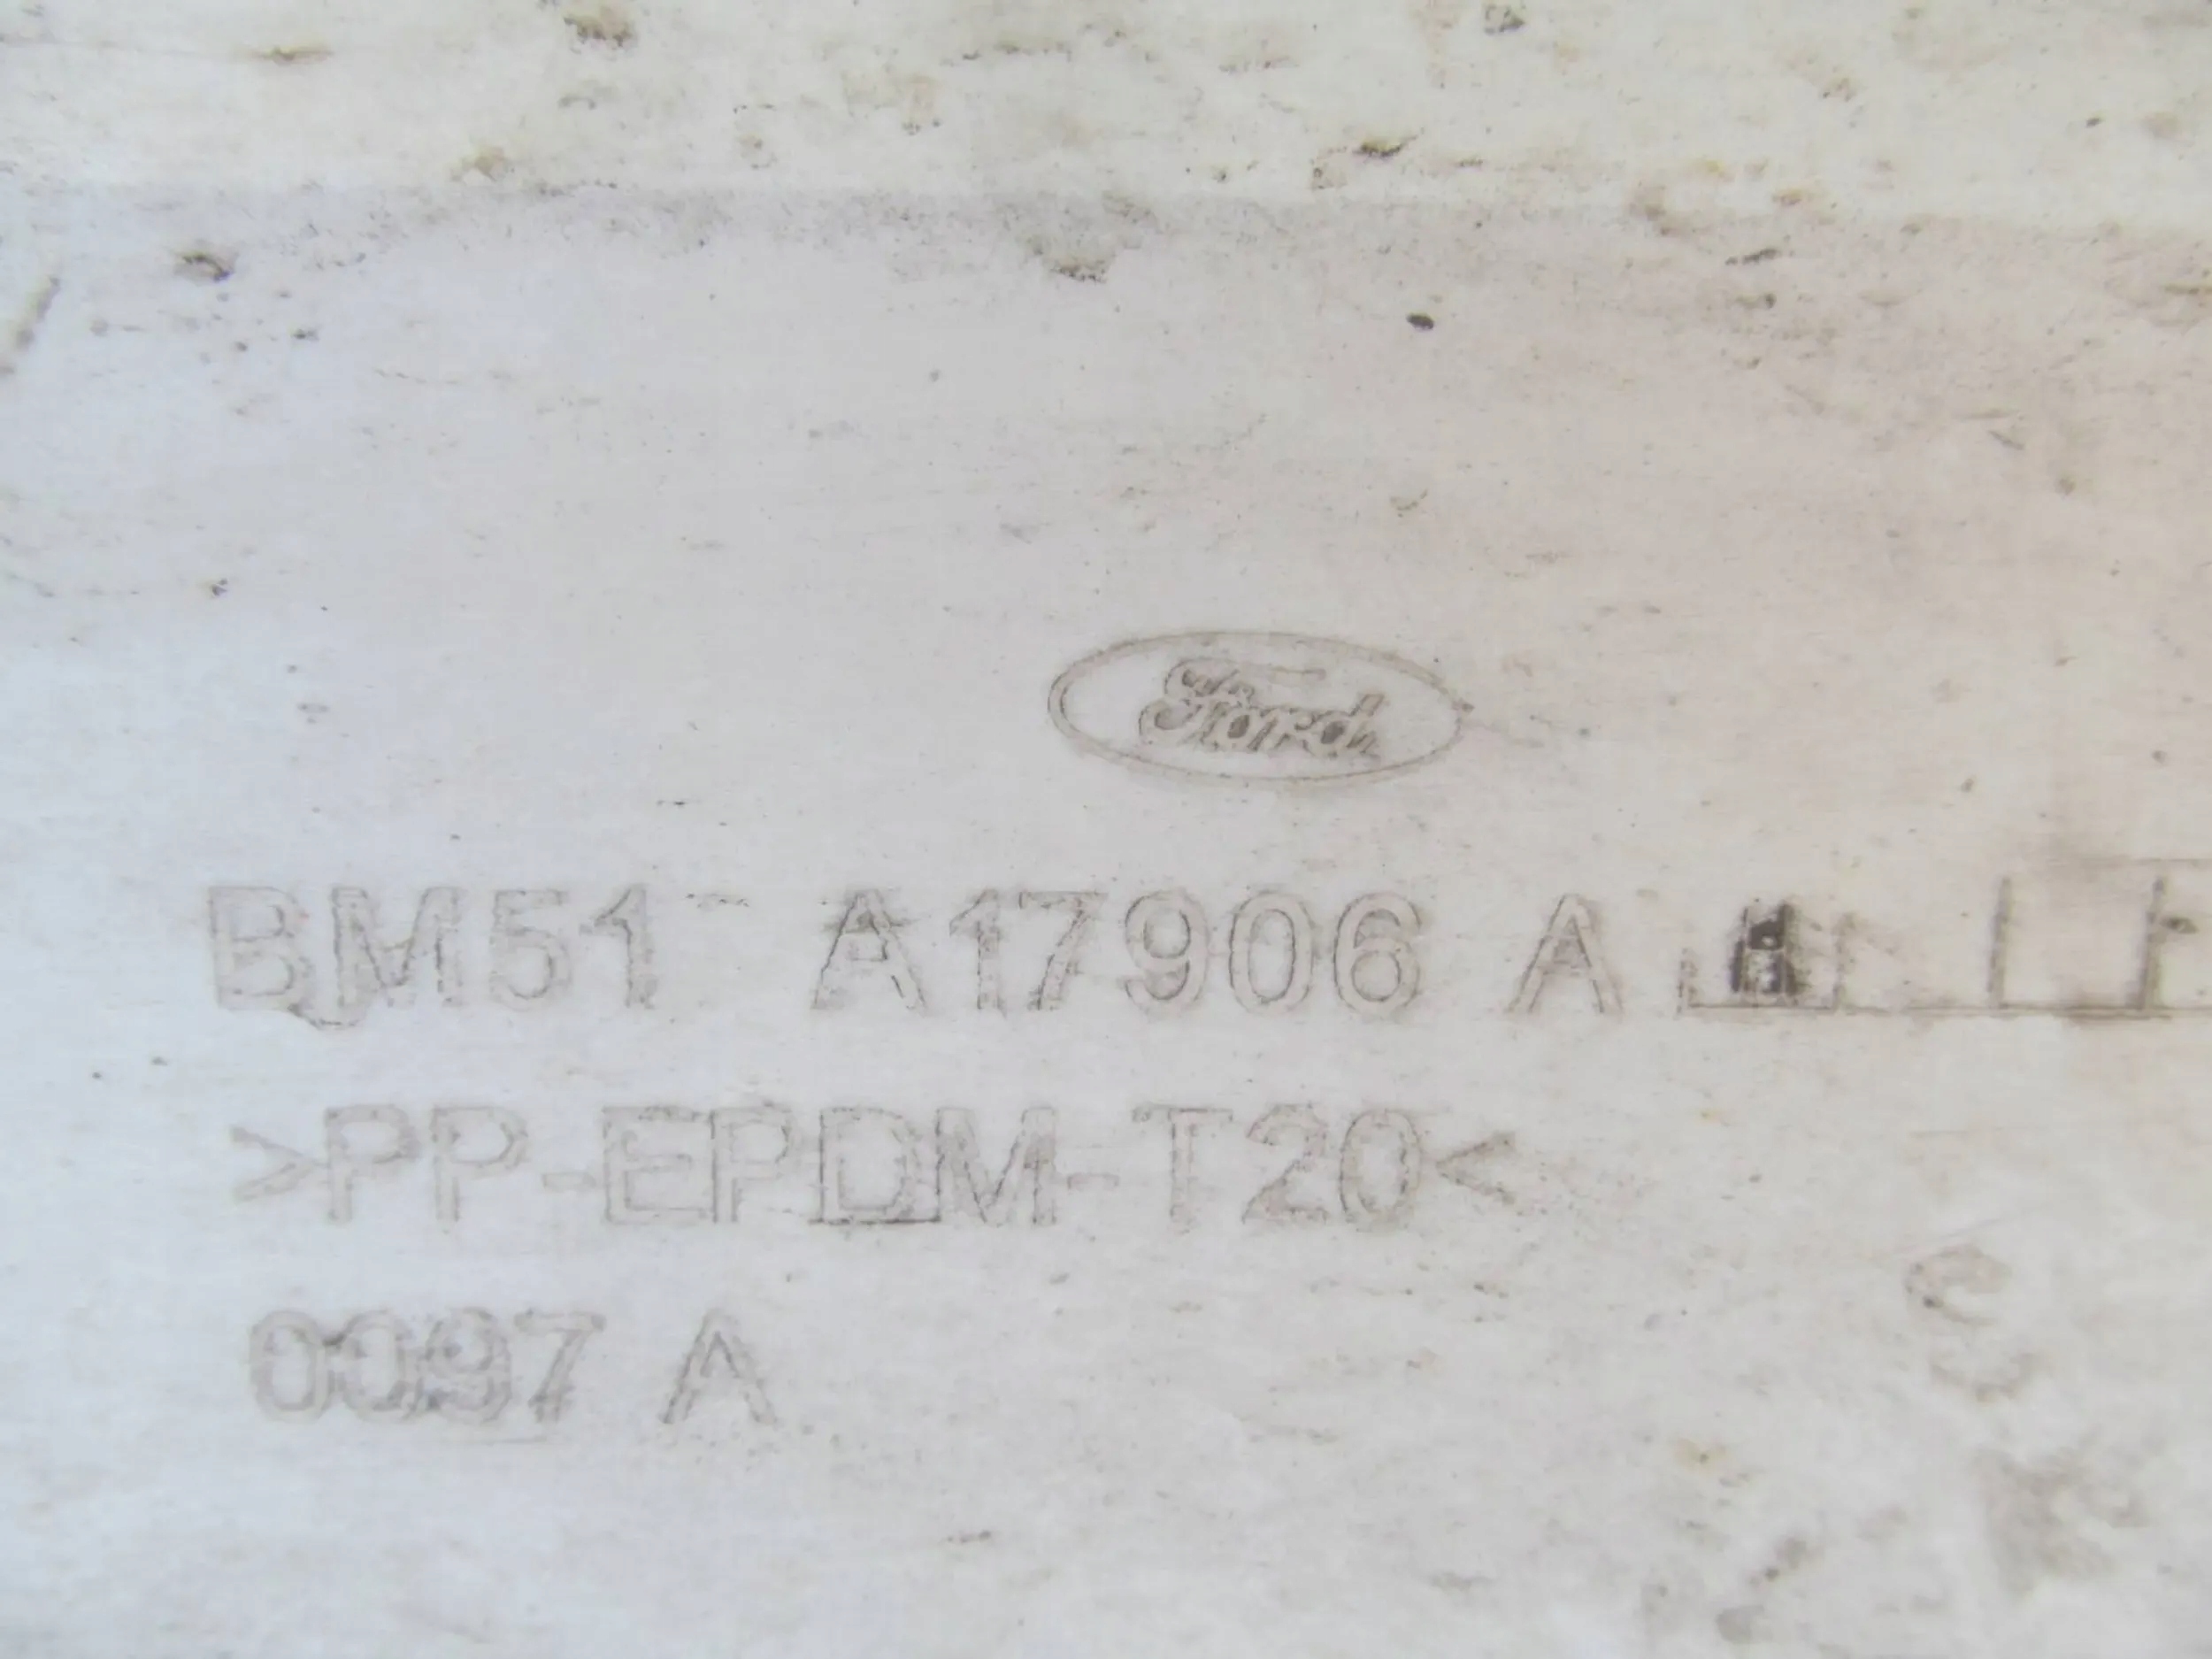 Ford
BM51 A17906 A
>PP-EPDM-T20<
0097 A